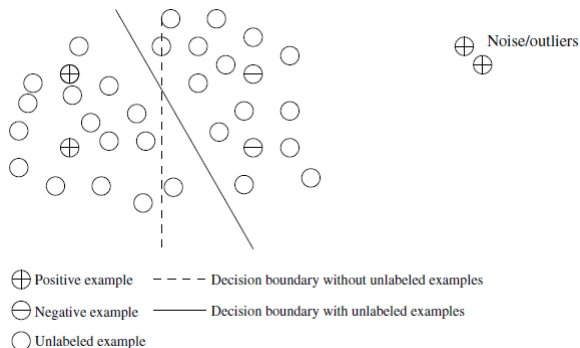 Noise/outliers
Positive example
Decision boundary without unlabeled examples
Negative example
Decision boundary with unlabeled examples
Unlabeled example